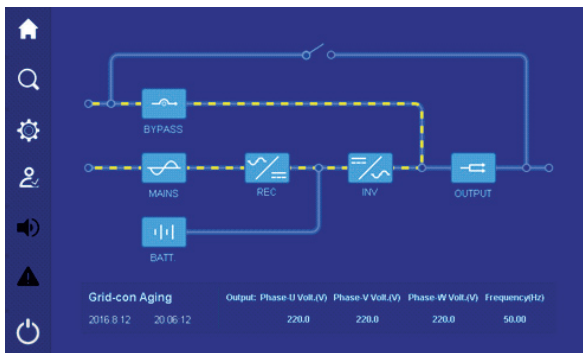 BYPASS
MAINS
REC
INV
OUTPUT
BATT.
Grid-con Aging
Output: Phase-U Volt.(V) Phase-V Volt.(V) Phase-W Volt.(V) Frequency(Hz)
2016.8.12 20:06:12 220.0 220.0 220.0 50.00